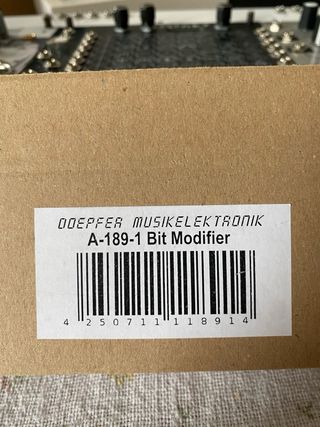 DOEPFER MUSIKELEKTRONIK
A-189-1 Bit Modifier
4 250711 118914